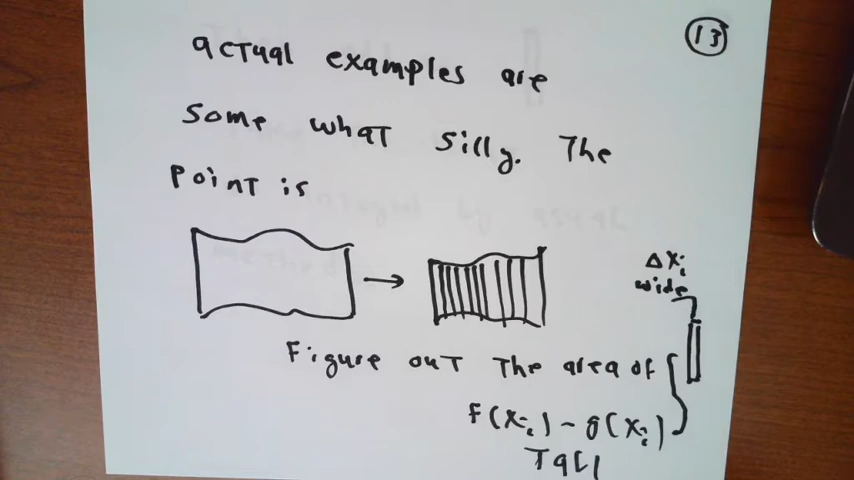 13
actual examples are
some what silly. The
point is
Δxi
wide
Figure out the area of
F(xi) - g(xi)
Tall